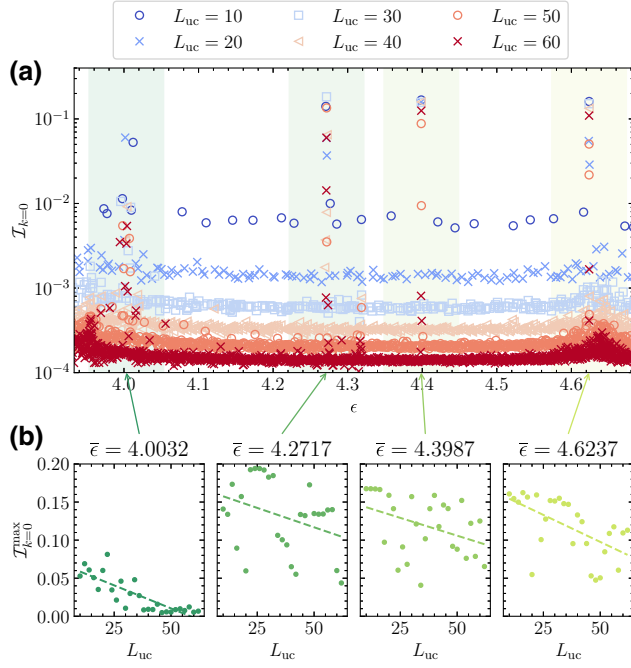 L_uc = 10 L_uc = 30 L_uc = 50
L_uc = 20 L_uc = 40 L_uc = 60
(a)
10⁻¹
10⁻²
10⁻³
10⁻⁴
ℐ_{k=0}
4.0 4.1 4.2 4.3 4.4 4.5 4.6
ϵ
(b)
ϵ̅ = 4.0032 ϵ̅ = 4.2717 ϵ̅ = 4.3987 ϵ̅ = 4.6237
0.20
0.15
0.10
0.05
0.00
ℐ^max_{k=0}
25 50 25 50 25 50 25 50
L_uc L_uc L_uc L_uc